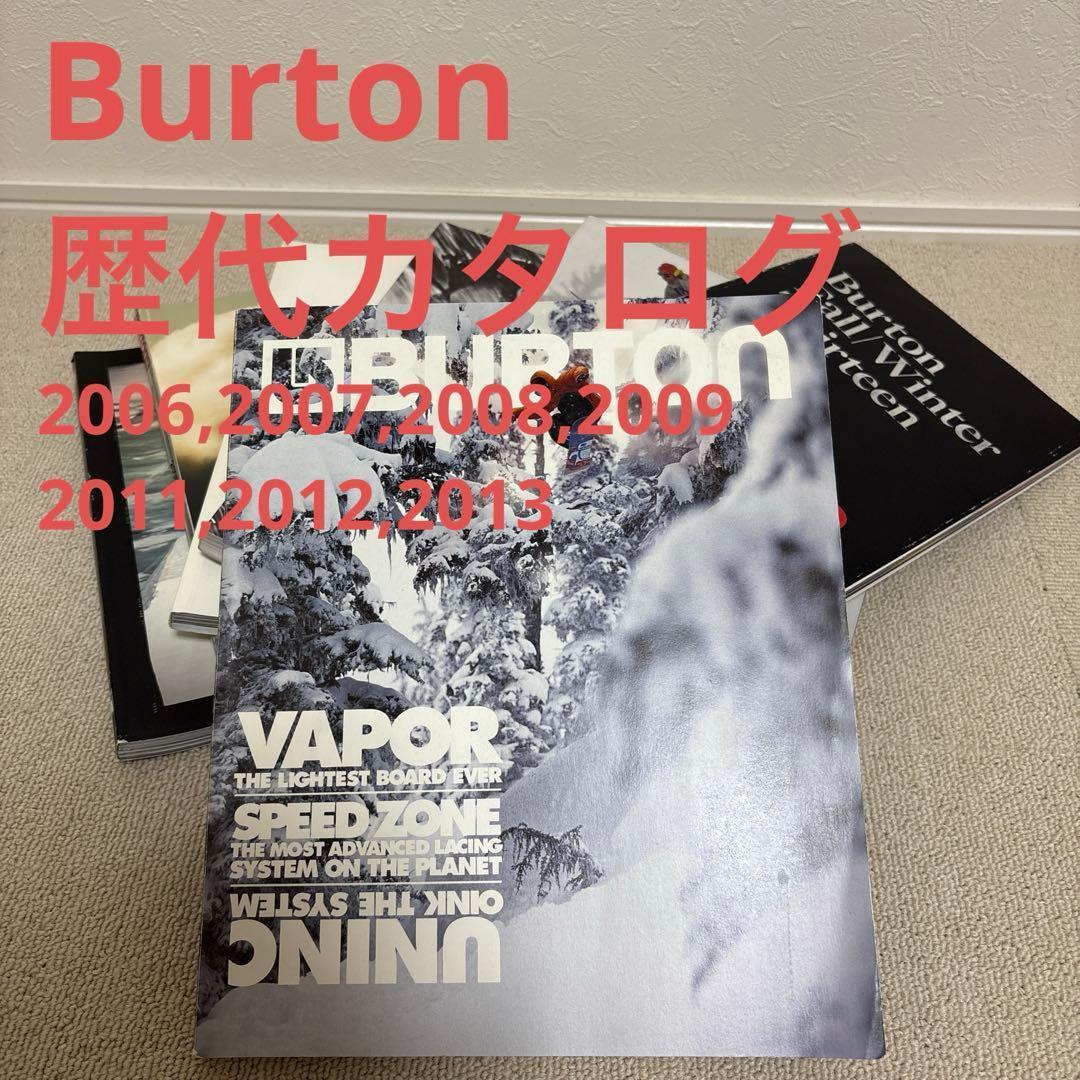 Burton
歴代カタログ
2006,2007,2008,2009
2011,2012,2013
BURTON
Burton
Fall/Winter
Thirteen
VAPOR
THE LIGHTEST BOARD EVER
SPEED ZONE
THE MOST ADVANCED LACING
SYSTEM ON THE PLANET
OINK THE SYSTEM
UNINC